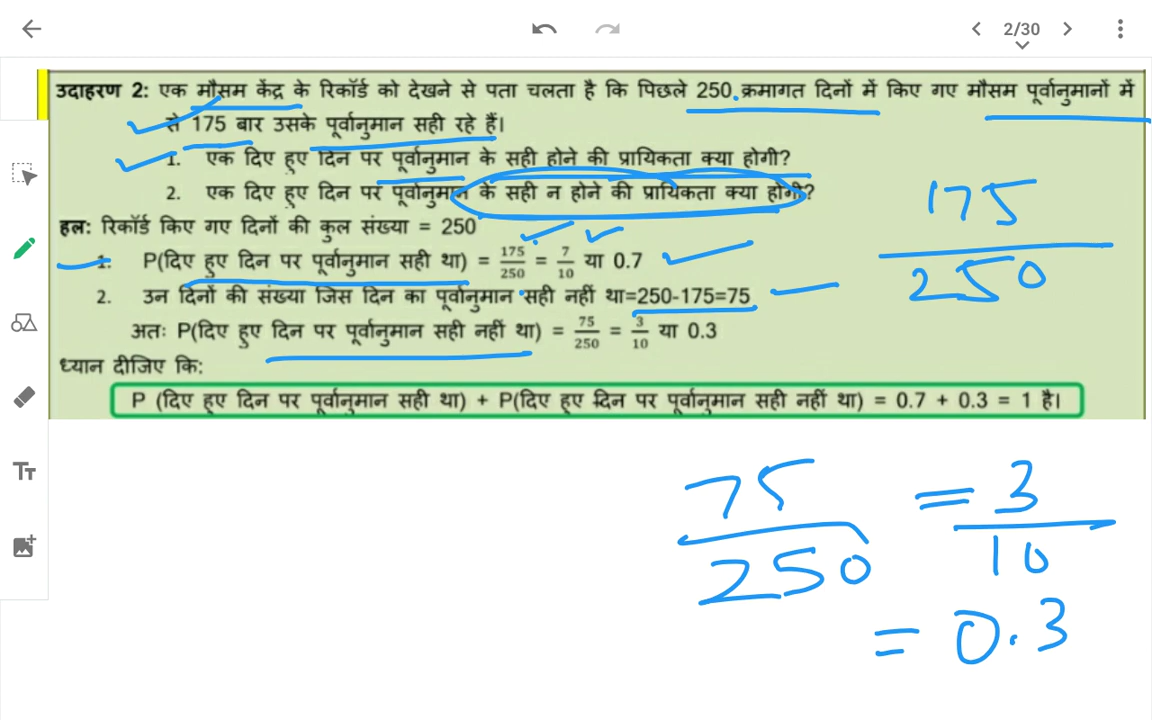 2/30
उदाहरण 2: एक मौसम केंद्र के रिकॉर्ड को देखने से पता चलता है कि पिछले 250 क्रमागत दिनों में किए गए मौसम पूर्वानुमानों में
से 175 बार उसके पूर्वानुमान सही रहे हैं।
1. एक दिए हुए दिन पर पूर्वानुमान के सही होने की प्रायिकता क्या होगी?
2. एक दिए हुए दिन पर पूर्वानुमान के सही न होने की प्रायिकता क्या होगी?
हल: रिकॉर्ड किए गए दिनों की कुल संख्या = 250
1. P(दिए हुए दिन पर पूर्वानुमान सही था) = 175/250 = 7/10 या 0.7
2. उन दिनों की संख्या जिस दिन का पूर्वानुमान सही नहीं था=250-175=75
अतः P(दिए हुए दिन पर पूर्वानुमान सही नहीं था) = 75/250 = 3/10 या 0.3
ध्यान दीजिए कि:
P (दिए हुए दिन पर पूर्वानुमान सही था) + P(दिए हुए दिन पर पूर्वानुमान सही नहीं था) = 0.7 + 0.3 = 1 है।
175/250
75/250 = 3/10
= 0.3
Tт